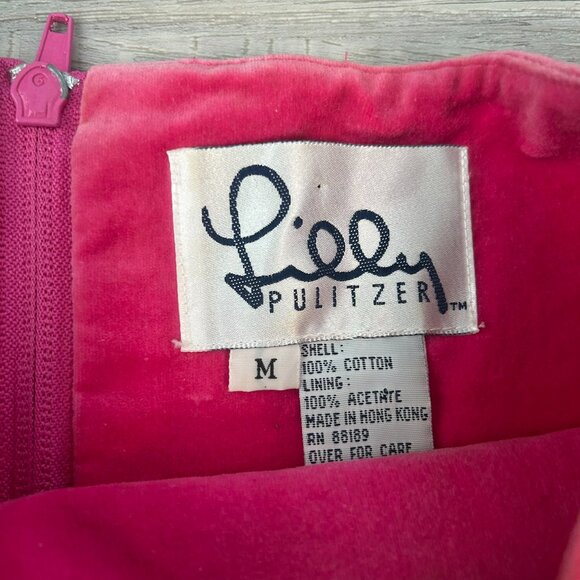 Lilly
PULITZER™
M
SHELL:
100% COTTON
LINING:
100% ACETATE
MADE IN HONG KONG
RN 88189
OVER FOR CARE